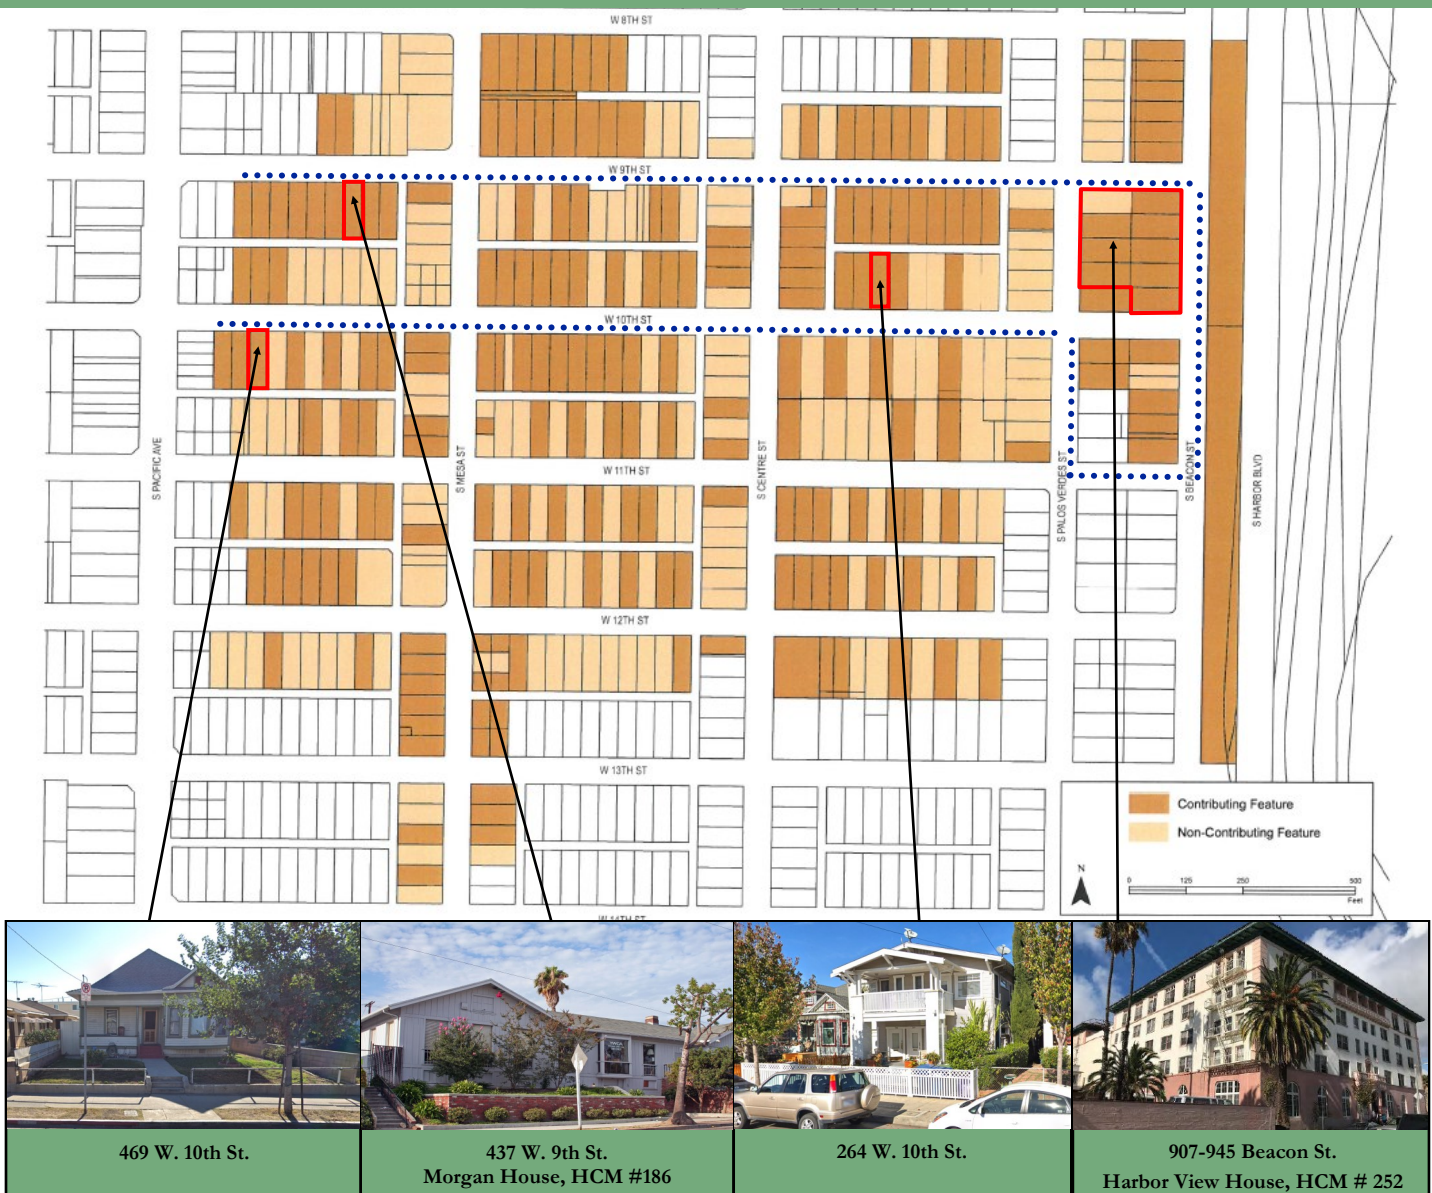 W 8TH ST
W 9TH ST
W 10TH ST
S PACIFIC AVE
S MESA ST
S CENTRE ST
S PALOS VERDES ST
S BEACON ST
S HARBOR BLVD
W 11TH ST
W 12TH ST
W 13TH ST
Contributing Feature
Non-Contributing Feature
N
0 125 250 500
Feet
W 14TH ST
469 W. 10th St.
437 W. 9th St.
Morgan House, HCM #186
264 W. 10th St.
907-945 Beacon St.
Harbor View House, HCM # 252